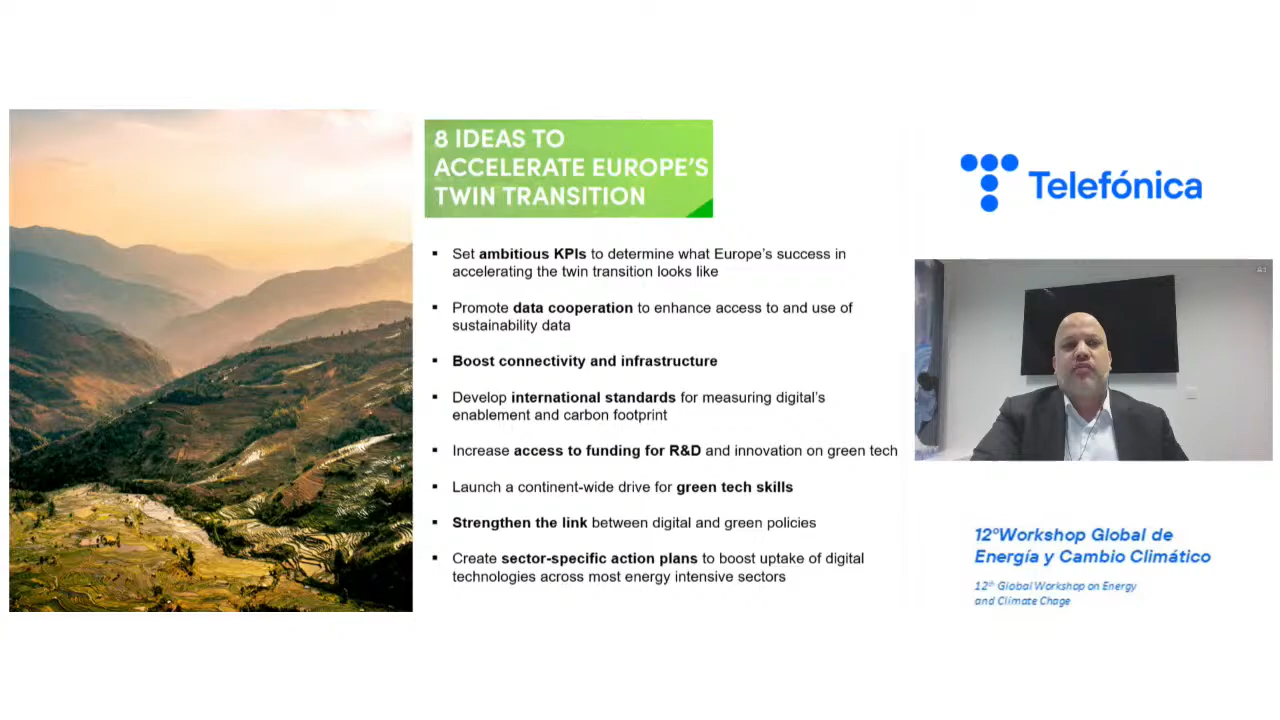 8 IDEAS TO
ACCELERATE EUROPE'S
TWIN TRANSITION
▪ Set ambitious KPIs to determine what Europe's success in
accelerating the twin transition looks like
▪ Promote data cooperation to enhance access to and use of
sustainability data
▪ Boost connectivity and infrastructure
▪ Develop international standards for measuring digital's
enablement and carbon footprint
▪ Increase access to funding for R&D and innovation on green tech
▪ Launch a continent-wide drive for green tech skills
▪ Strengthen the link between digital and green policies
▪ Create sector-specific action plans to boost uptake of digital
technologies across most energy intensive sectors
Telefónica
12ºWorkshop Global de
Energía y Cambio Climático
12th Global Workshop on Energy
and Climate Chage